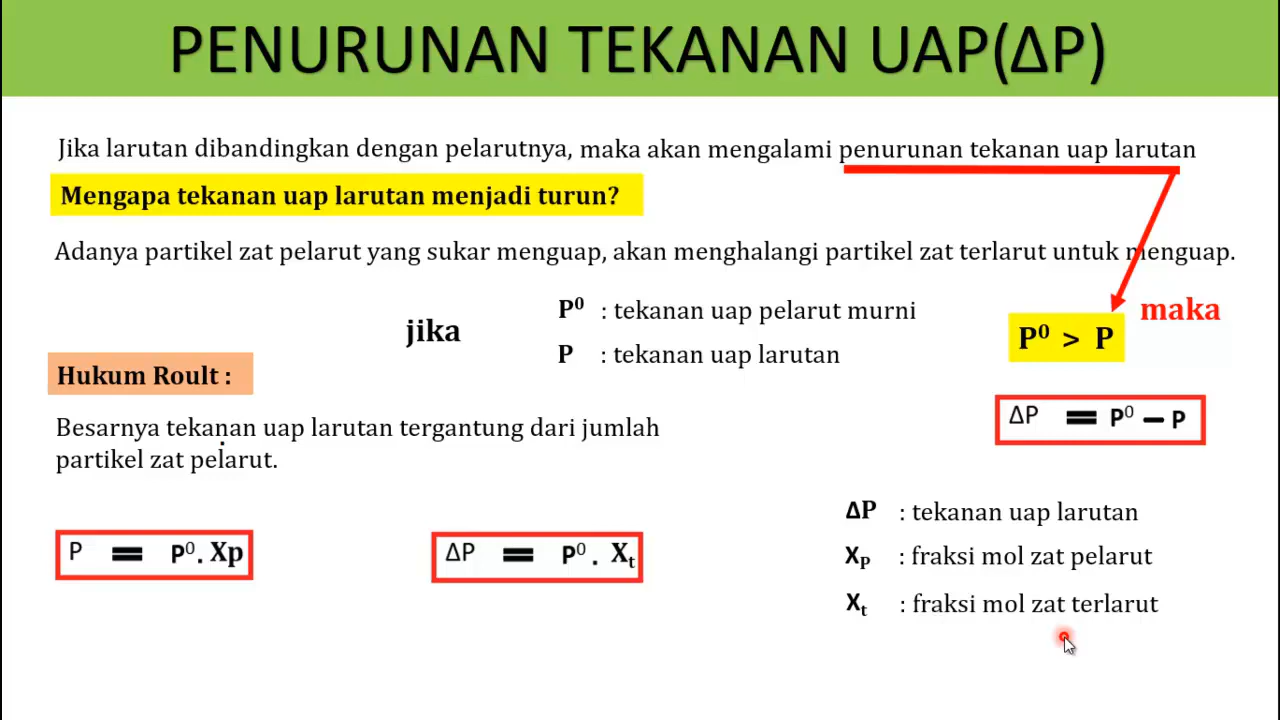 PENURUNAN TEKANAN UAP(ΔP)
Jika larutan dibandingkan dengan pelarutnya, maka akan mengalami penurunan tekanan uap larutan
Mengapa tekanan uap larutan menjadi turun?
Adanya partikel zat pelarut yang sukar menguap, akan menghalangi partikel zat terlarut untuk menguap.
jika
P⁰ : tekanan uap pelarut murni
P : tekanan uap larutan
maka
P⁰ > P
ΔP = P⁰ – P
Hukum Roult :
Besarnya tekanan uap larutan tergantung dari jumlah
partikel zat pelarut.
P = P⁰. Xp
ΔP = P⁰ . Xₜ
ΔP : tekanan uap larutan
X_P : fraksi mol zat pelarut
Xₜ : fraksi mol zat terlarut